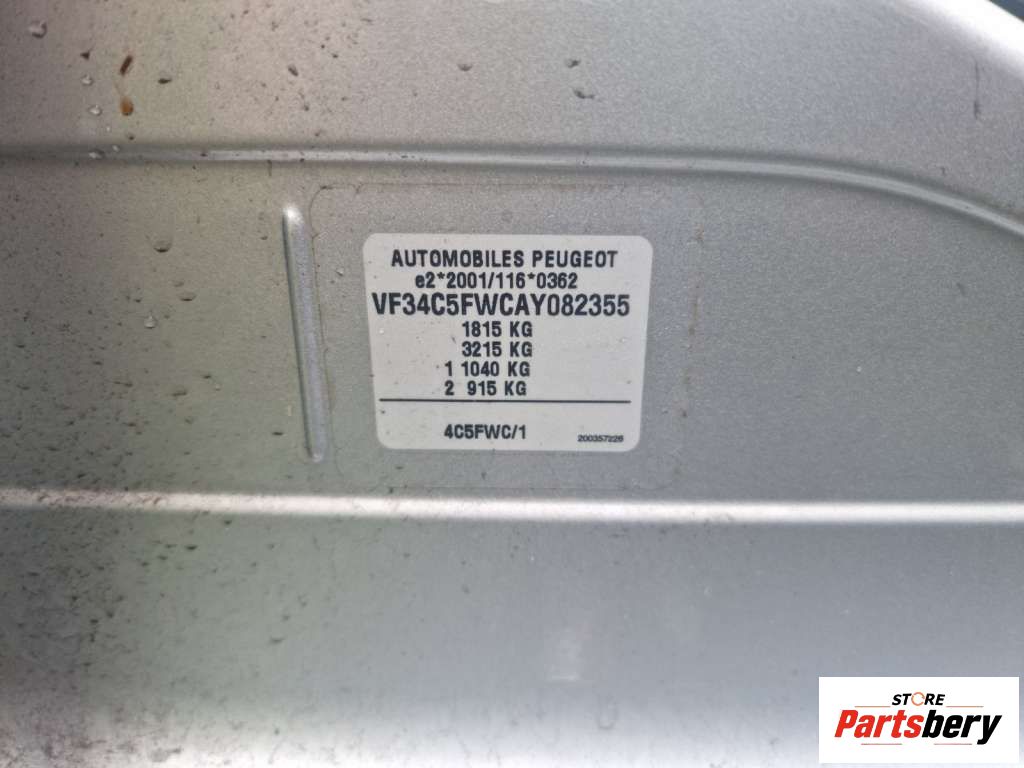 AUTOMOBILES PEUGEOT
e2*2001/116*0362
VF34C5FWCAY082355
1815 KG
3215 KG
1 1040 KG
2 915 KG
4C5FWC/1
200357226
STORE
Partsbery